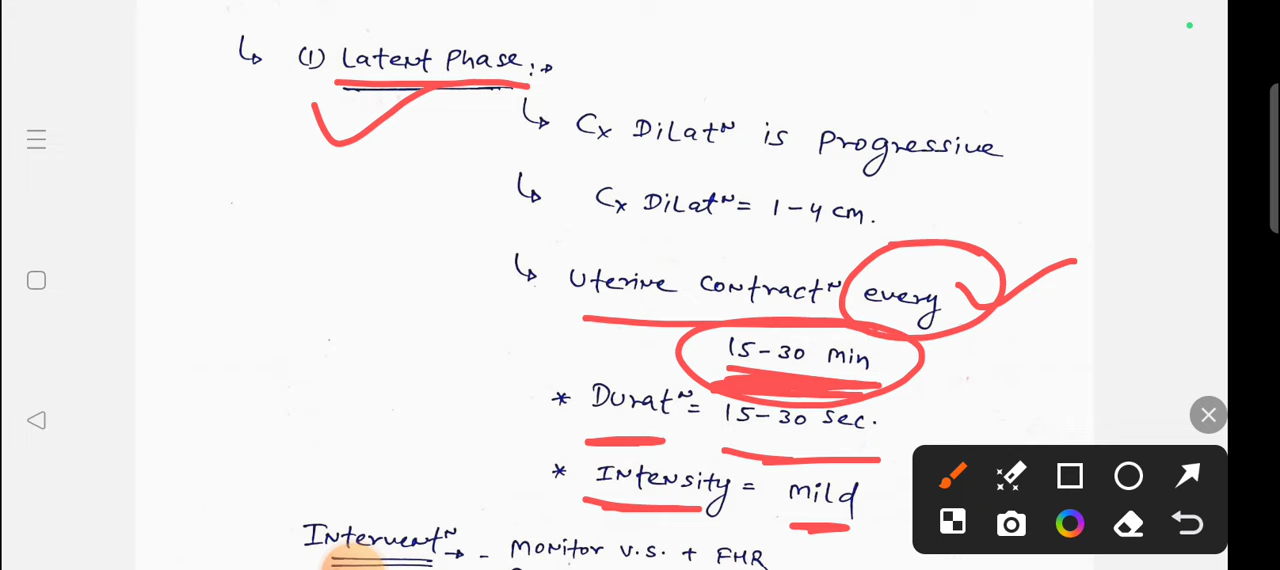 ↳ (1) Latent Phase :→
↳ Cx Dilatⁿ is Progressive
↳ Cx Dilatⁿ = 1-4 cm.
↳ Uterine Contractⁿ every
15-30 Min
* Duratⁿ = 15-30 sec.
* Intensity = mild
Interventⁿ → - Monitor V.S. + FHR